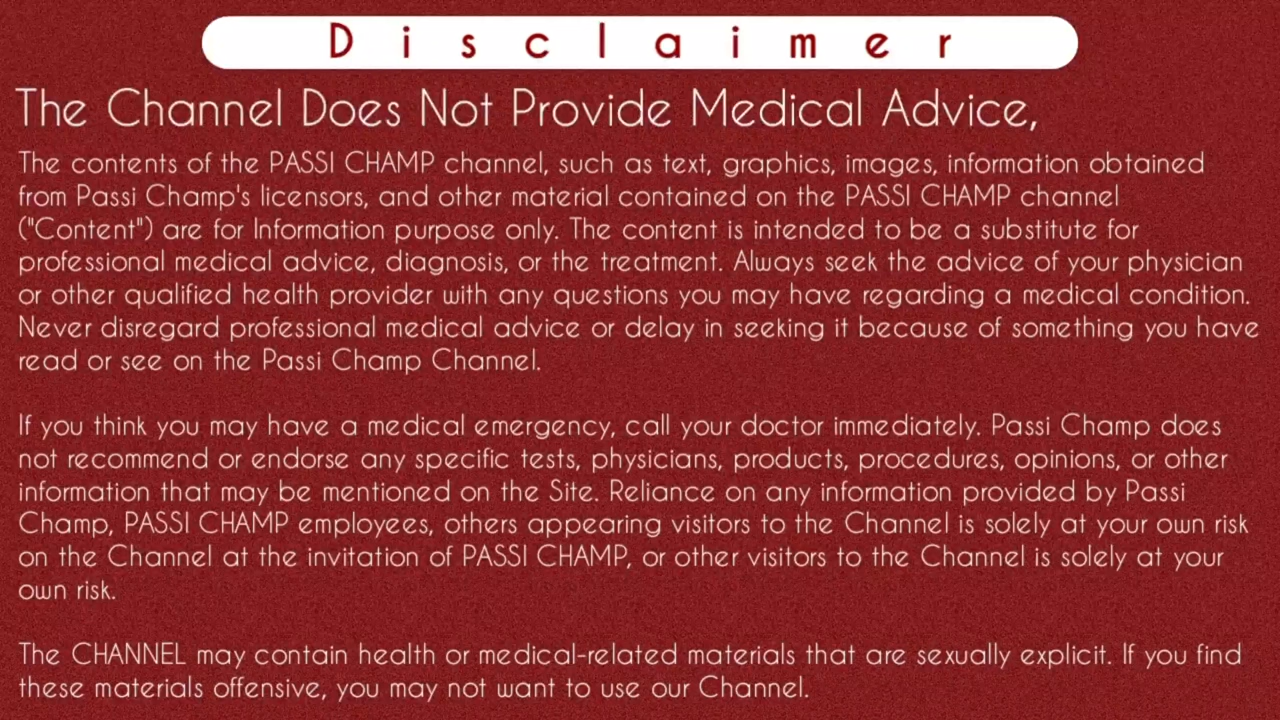 Disclaimer
The Channel Does Not Provide Medical Advice,
The contents of the PASSI CHAMP channel, such as text, graphics, images, information obtained
from Passi Champ's licensors, and other material contained on the PASSI CHAMP channel
("Content") are for Information purpose only. The content is intended to be a substitute for
professional medical advice, diagnosis, or the treatment. Always seek the advice of your physician
or other qualified health provider with any questions you may have regarding a medical condition.
Never disregard professional medical advice or delay in seeking it because of something you have
read or see on the Passi Champ Channel.
If you think you may have a medical emergency, call your doctor immediately. Passi Champ does
not recommend or endorse any specific tests, physicians, products, procedures, opinions, or other
information that may be mentioned on the Site. Reliance on any information provided by Passi
Champ, PASSI CHAMP employees, others appearing visitors to the Channel is solely at your own risk
on the Channel at the invitation of PASSI CHAMP, or other visitors to the Channel is solely at your
own risk.
The CHANNEL may contain health or medical-related materials that are sexually explicit. If you find
these materials offensive, you may not want to use our Channel.